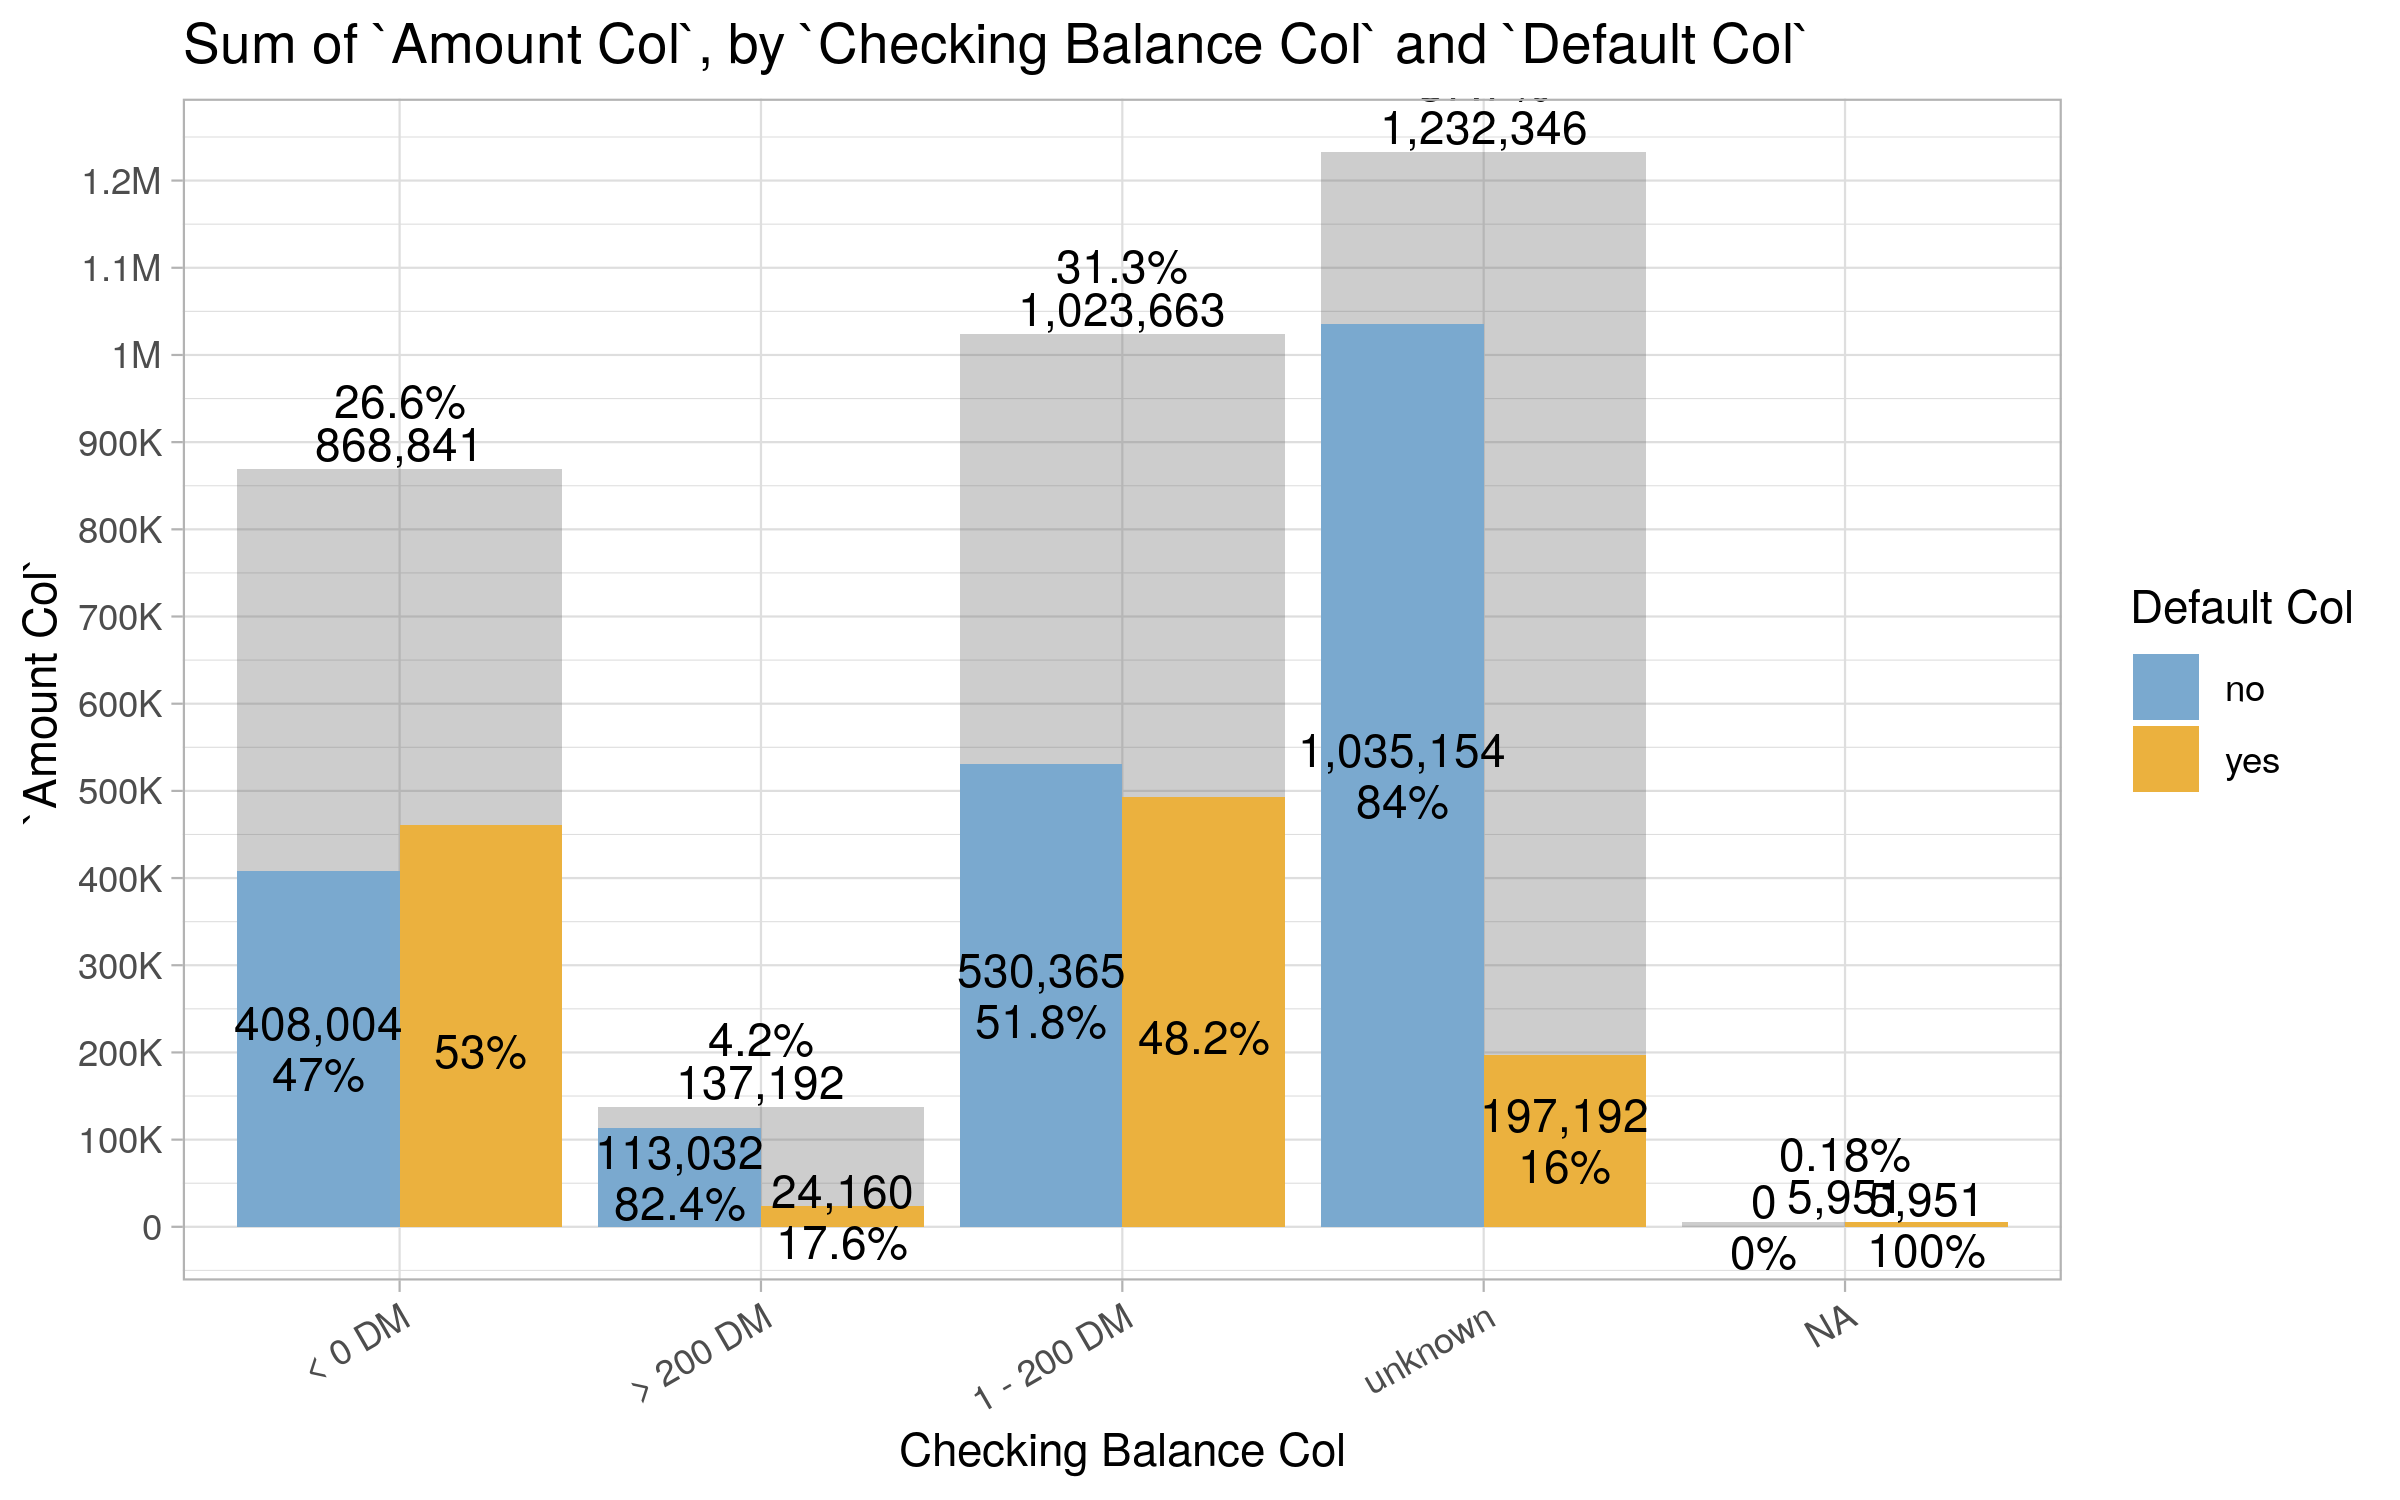 Sum of `Amount Col`, by `Checking Balance Col` and `Default Col`
1,232,346
31.3%
1,023,663
26.6%
868,841
1,035,154
84%
530,365
51.8%
48.2%
408,004
47%
53%
4.2%
137,192
113,032
82.4%
24,160
17.6%
197,192
16%
0.18%
5,951
0
0%
5,951
100%
1.2M
1.1M
1M
900K
800K
700K
600K
500K
400K
300K
200K
100K
0
`Amount Col`
< 0 DM
> 200 DM
1 - 200 DM
unknown
NA
Checking Balance Col
Default Col
no
yes